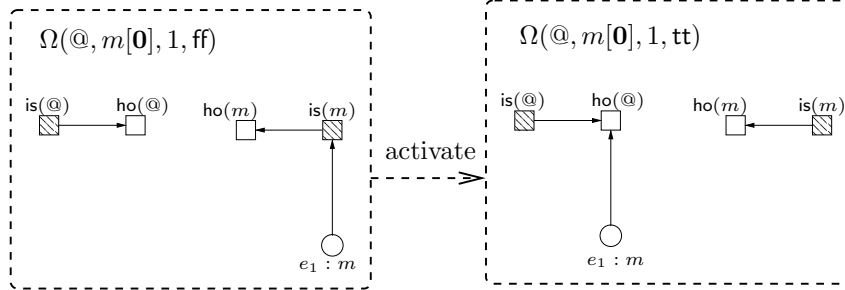 Ω(@, m[𝟎], 1, ff)
is(@) ho(@) ho(m) is(m)
e₁ : m
activate
Ω(@, m[𝟎], 1, tt)
is(@) ho(@) ho(m) is(m)
e₁ : m